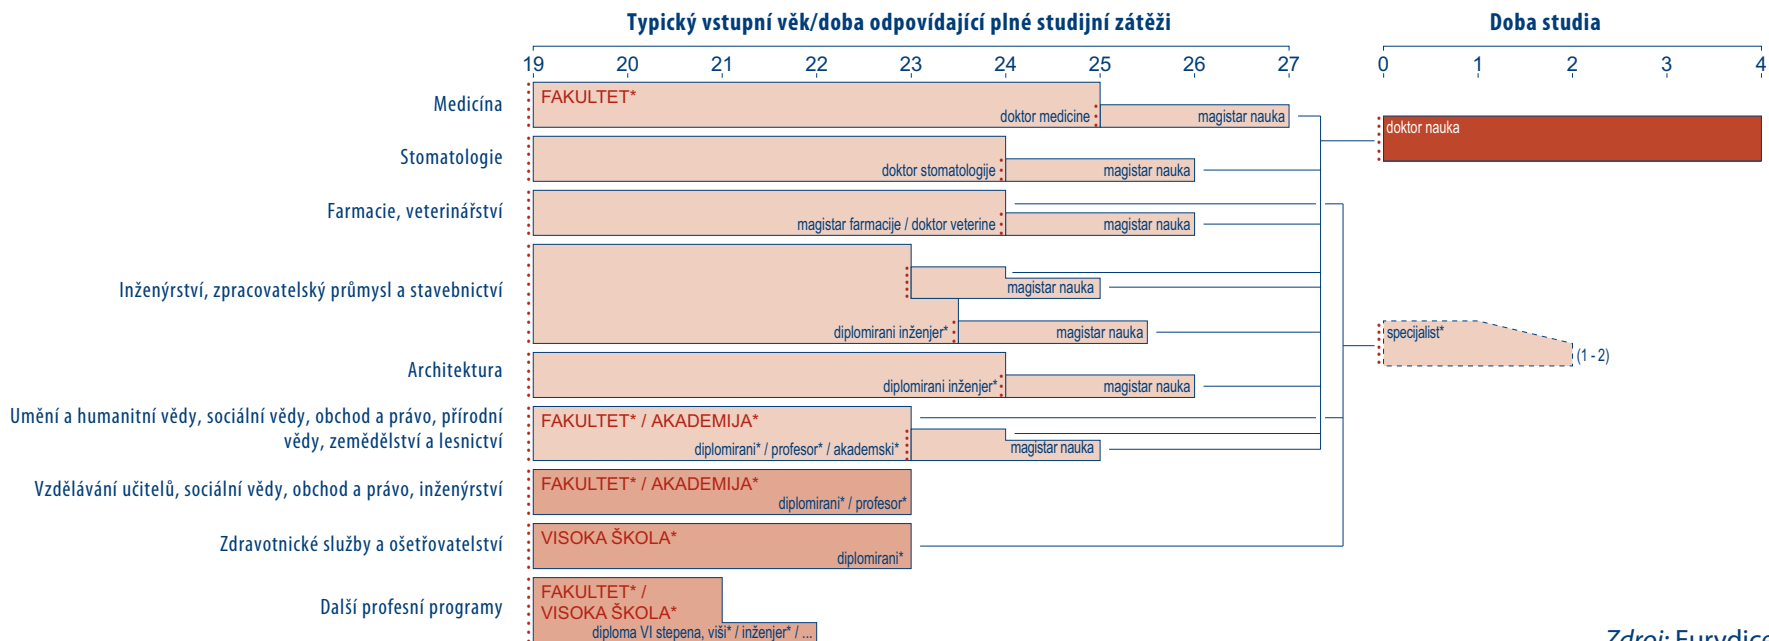 Typický vstupní věk/doba odpovídající plné studijní zátěži
Doba studia
19 20 21 22 23 24 25 26 27
0 1 2 3 4
Medicína
FAKULTET*
doktor medicine
magistar nauka
doktor nauka
Stomatologie
doktor stomatologije
magistar nauka
Farmacie, veterinářství
magistar farmacije / doktor veterine
magistar nauka
Inženýrství, zpracovatelský průmysl a stavebnictví
magistar nauka
diplomirani inženjer*
magistar nauka
specijalist*
(1 - 2)
Architektura
diplomirani inženjer*
magistar nauka
Umění a humanitní vědy, sociální vědy, obchod a právo, přírodní
vědy, zemědělství a lesnictví
FAKULTET* / AKADEMIJA*
diplomirani* / profesor* / akademski*
magistar nauka
Vzdělávání učitelů, sociální vědy, obchod a právo, inženýrství
FAKULTET* / AKADEMIJA*
diplomirani* / profesor*
Zdravotnické služby a ošetřovatelství
VISOKA ŠKOLA*
diplomirani*
Další profesní programy
FAKULTET* /
VISOKA ŠKOLA*
diploma VI stepena, viši* / inženjer* / ...
Zdroj: Eurydice